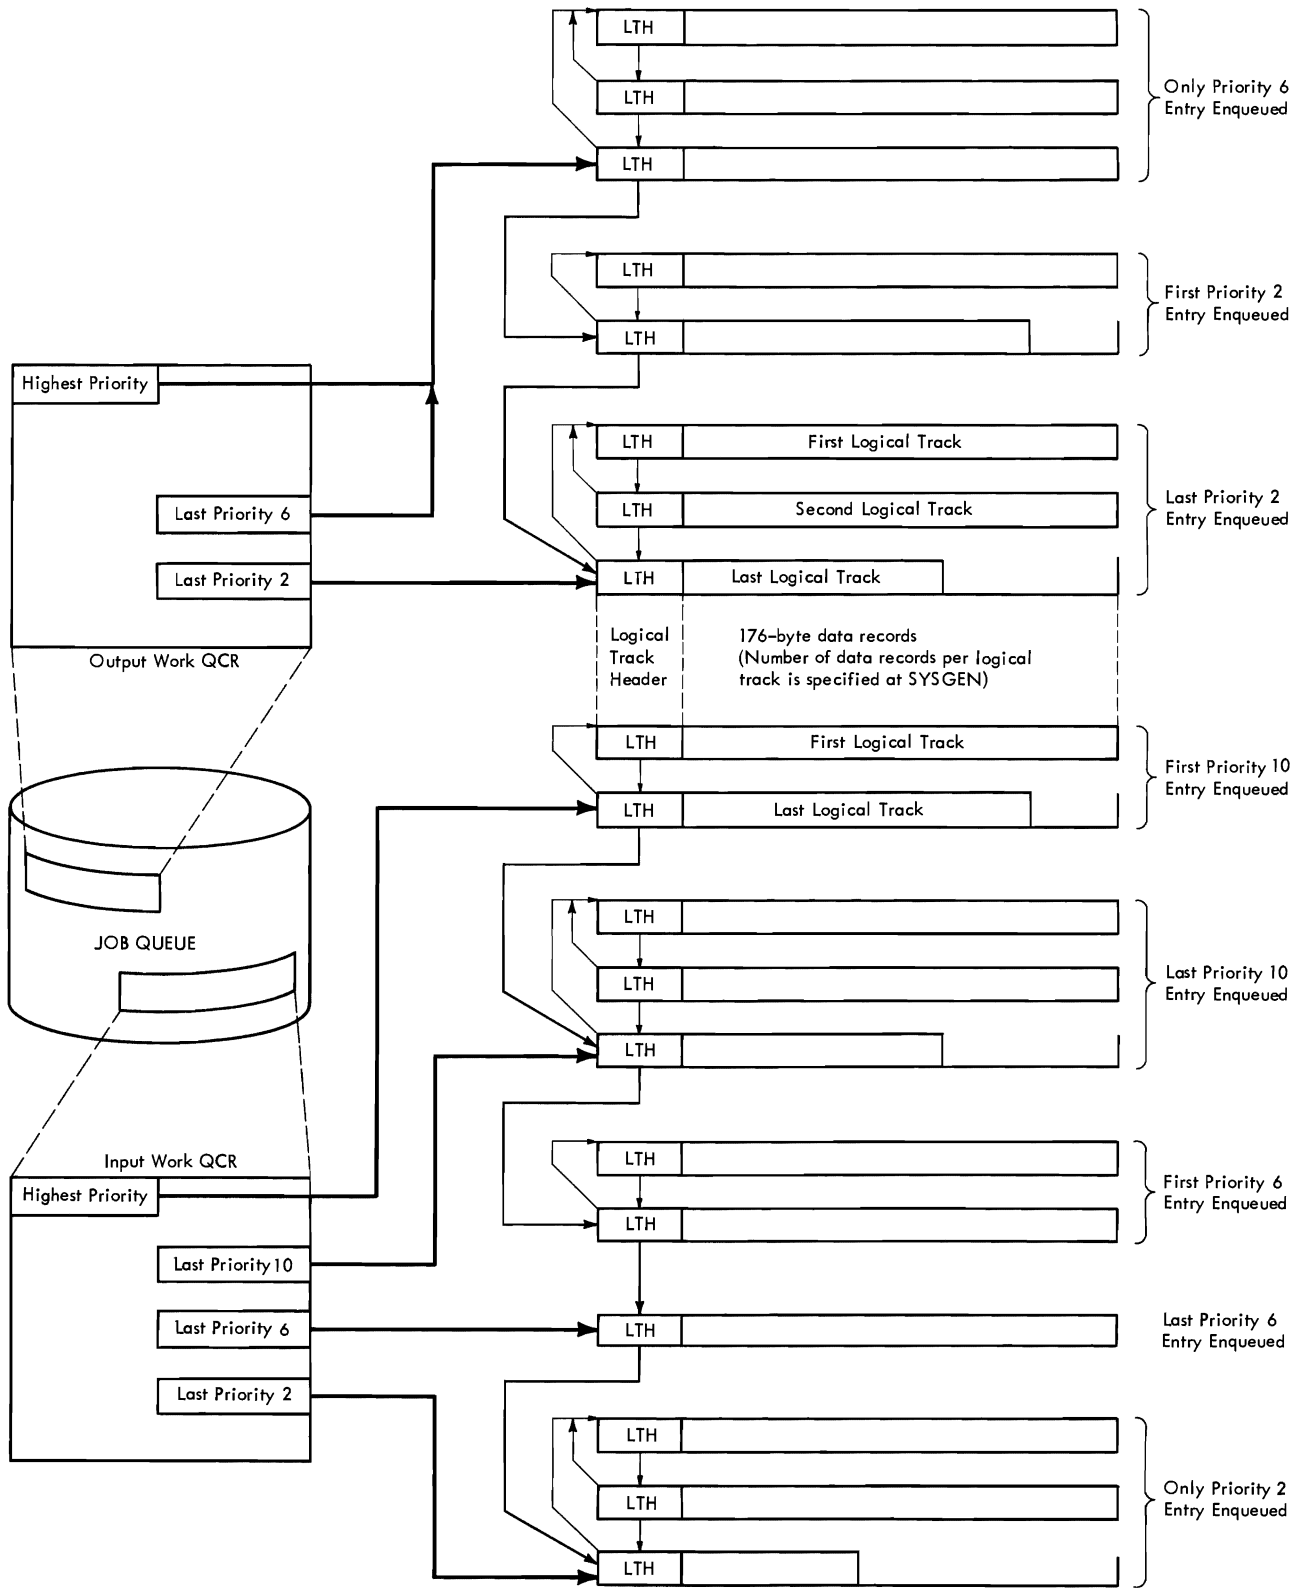 LTH
LTH
Only Priority 6
Entry Enqueued
LTH
LTH
First Priority 2
Entry Enqueued
LTH
Highest Priority
Last Priority 6
Last Priority 2
Output Work QCR
LTH First Logical Track
LTH Second Logical Track
Last Priority 2
Entry Enqueued
LTH Last Logical Track
Logical
Track
Header
176-byte data records
(Number of data records per logical
track is specified at SYSGEN)
LTH First Logical Track
First Priority 10
Entry Enqueued
LTH Last Logical Track
JOB QUEUE
LTH
LTH
Last Priority 10
Entry Enqueued
LTH
Input Work QCR
Highest Priority
Last Priority 10
Last Priority 6
Last Priority 2
LTH
First Priority 6
Entry Enqueued
LTH
LTH
Last Priority 6
Entry Enqueued
LTH
LTH
Only Priority 2
Entry Enqueued
LTH